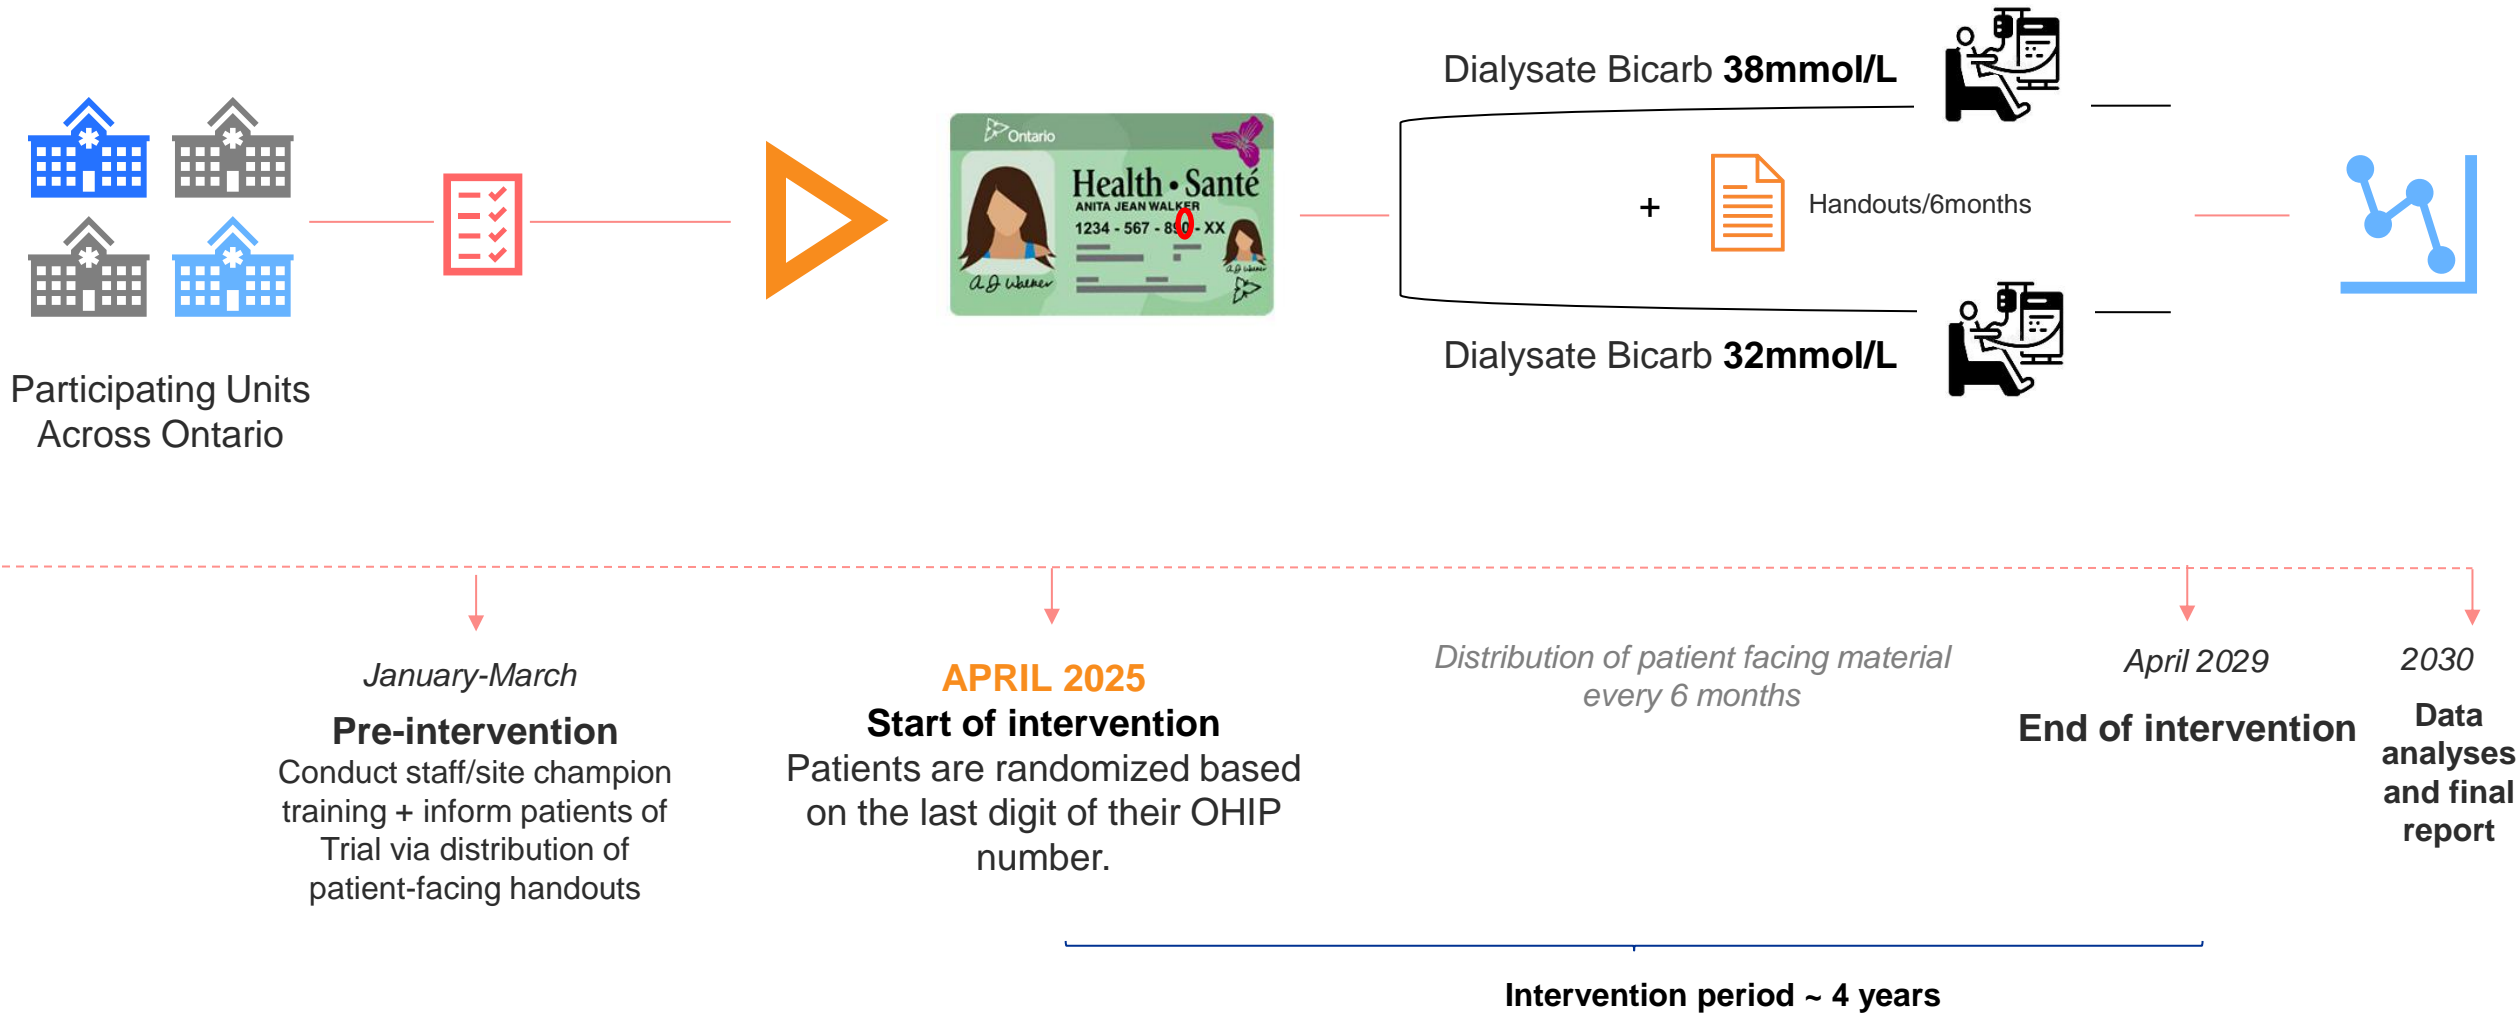 Dialysate Bicarb 38mmol/L
Ontario
Health • Santé
ANITA JEAN WALKER
1234 - 567 - 890 - XX
A J Walker
A J Walker
+
Handouts/6months
Dialysate Bicarb 32mmol/L
Participating Units
Across Ontario
January-March
Pre-intervention
Conduct staff/site champion
training + inform patients of
Trial via distribution of
patient-facing handouts
APRIL 2025
Start of intervention
Patients are randomized based
on the last digit of their OHIP
number.
Distribution of patient facing material
every 6 months
April 2029
End of intervention
2030
Data
analyses
and final
report
Intervention period ~ 4 years